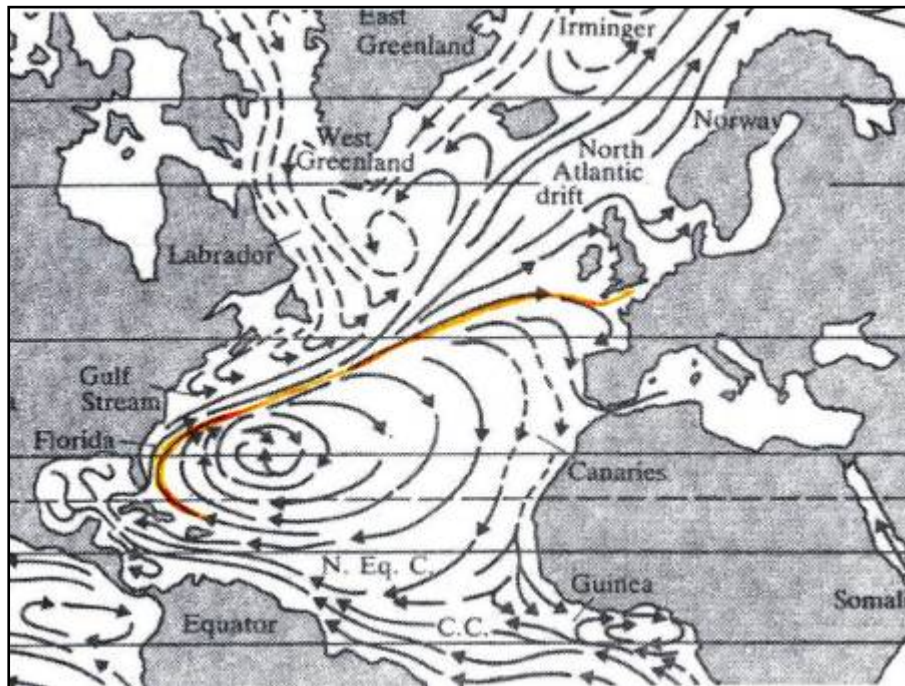 East
Greenland
Irminger
West
Greenland
Norway
North
Atlantic
drift
Labrador
Gulf
Stream
Florida
Canaries
N. Eq. C.
Guinea
Somal
Equator
C.C.